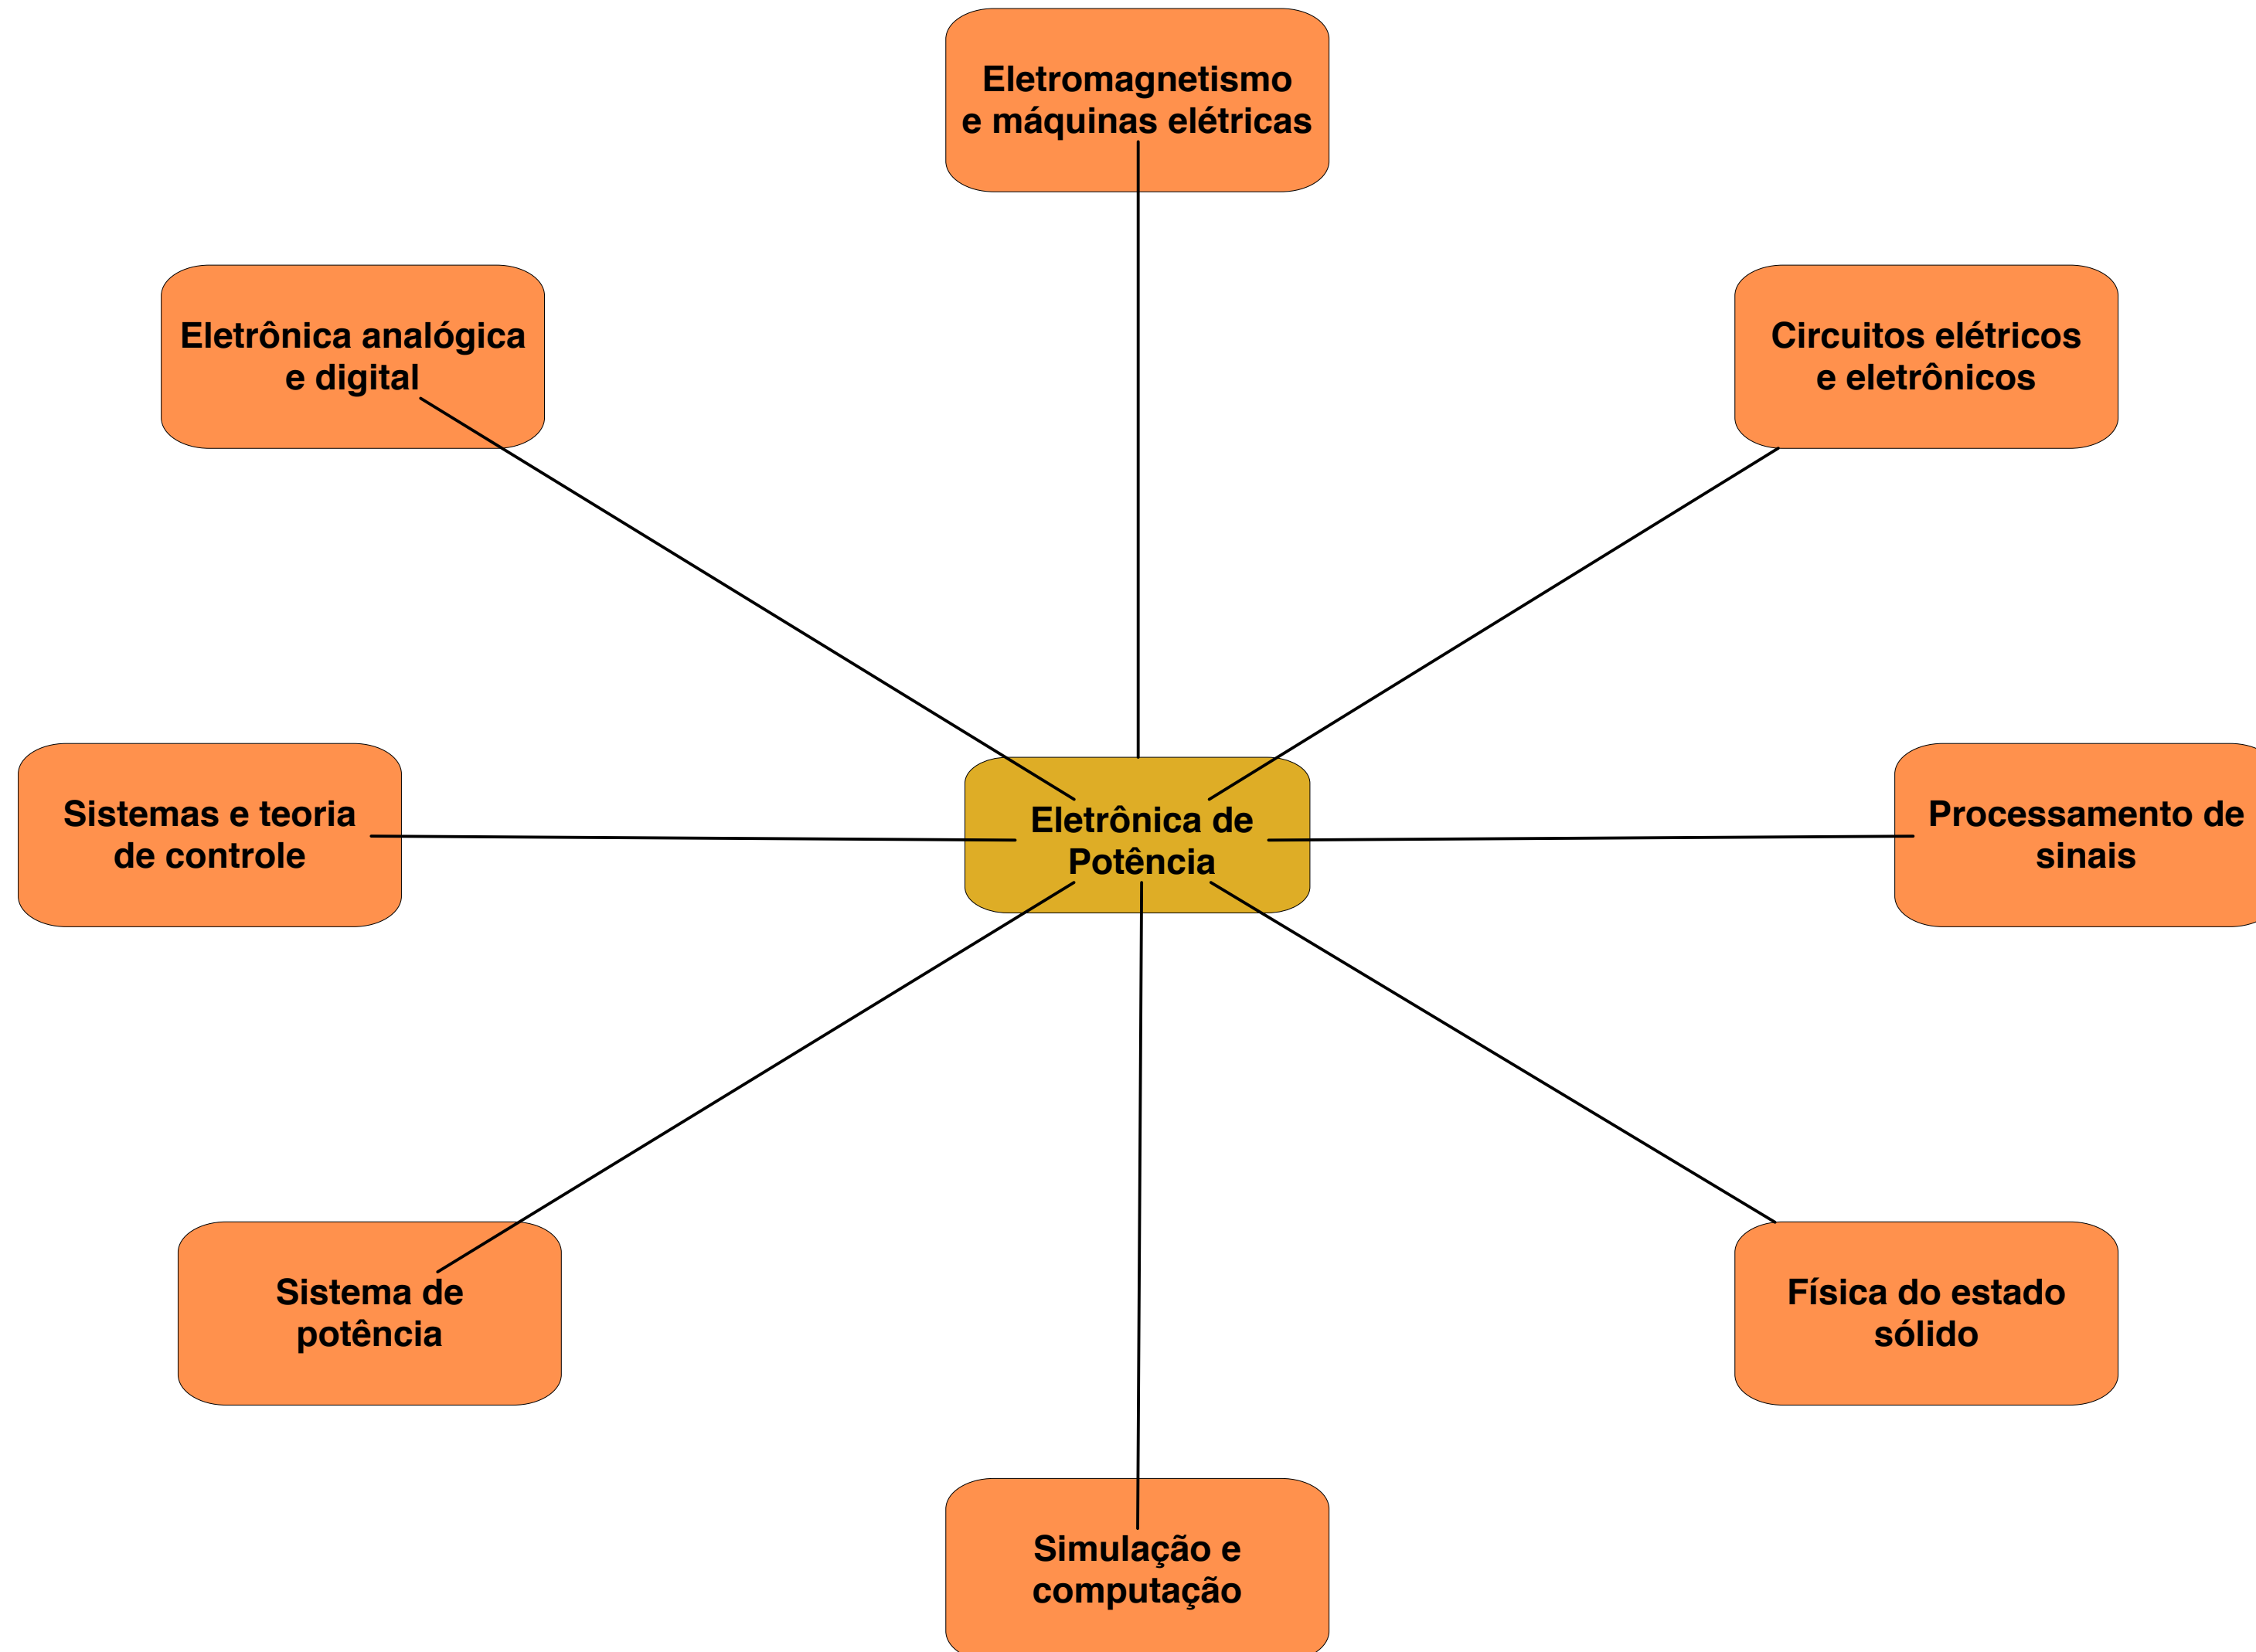 Eletromagnetismo
e máquinas elétricas
Eletrônica analógica
e digital
Circuitos elétricos
e eletrônicos
Sistemas e teoria
de controle
Eletrônica de
Potência
Processamento de
sinais
Sistema de
potência
Física do estado
sólido
Simulação e
computação